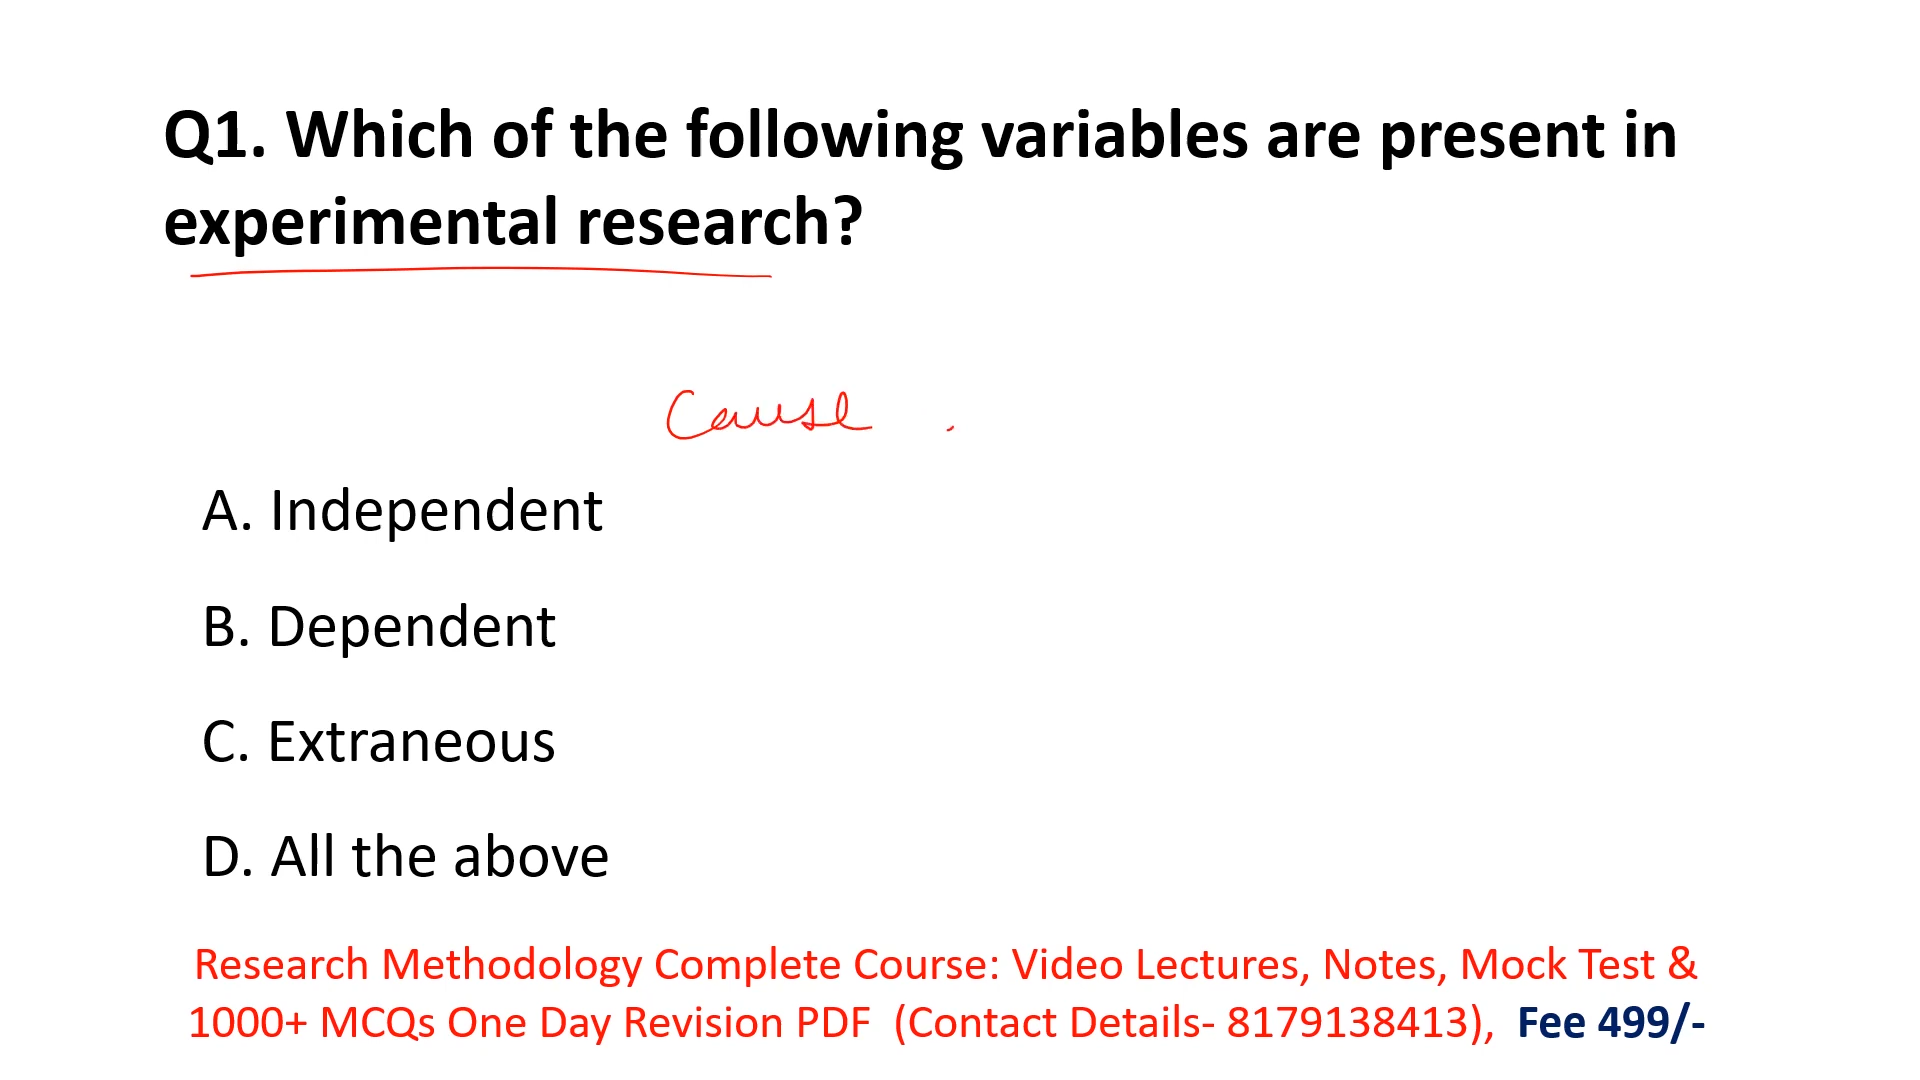 Q1. Which of the following variables are present in
experimental research?
Cause
A. Independent
B. Dependent
C. Extraneous
D. All the above
Research Methodology Complete Course: Video Lectures, Notes, Mock Test &
1000+ MCQs One Day Revision PDF (Contact Details- 8179138413), Fee 499/-